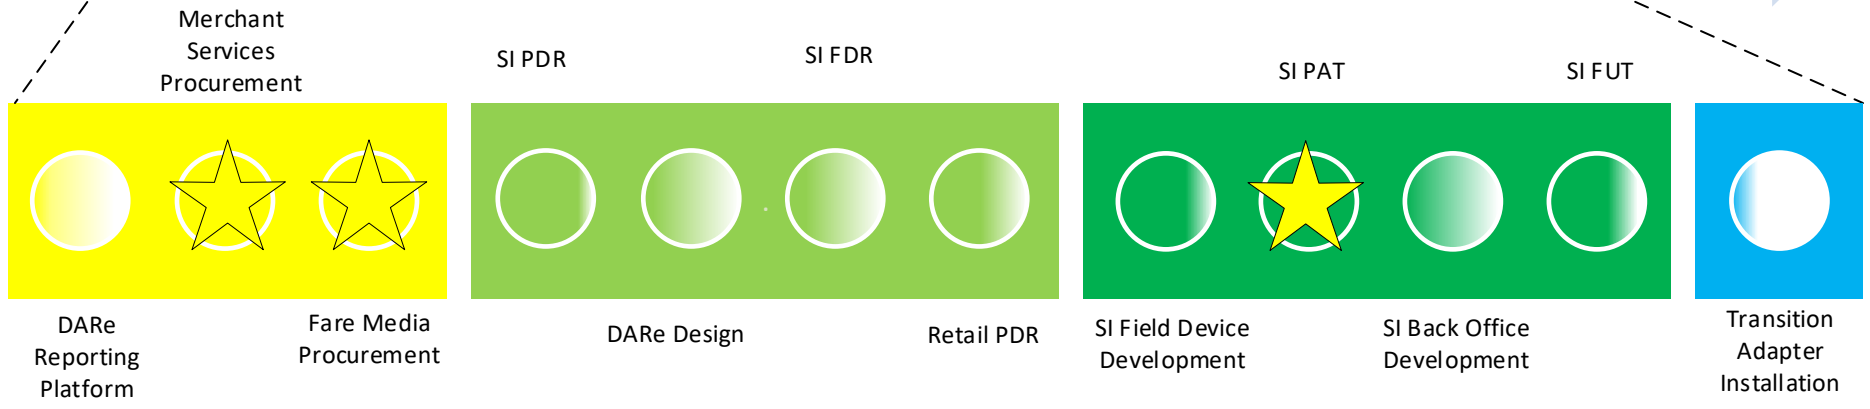 Merchant
Services
Procurement
SI PDR
SI FDR
SI PAT
SI FUT
DARe
Reporting
Platform
Fare Media
Procurement
DARe Design
Retail PDR
SI Field Device
Development
SI Back Office
Development
Transition
Adapter
Installation